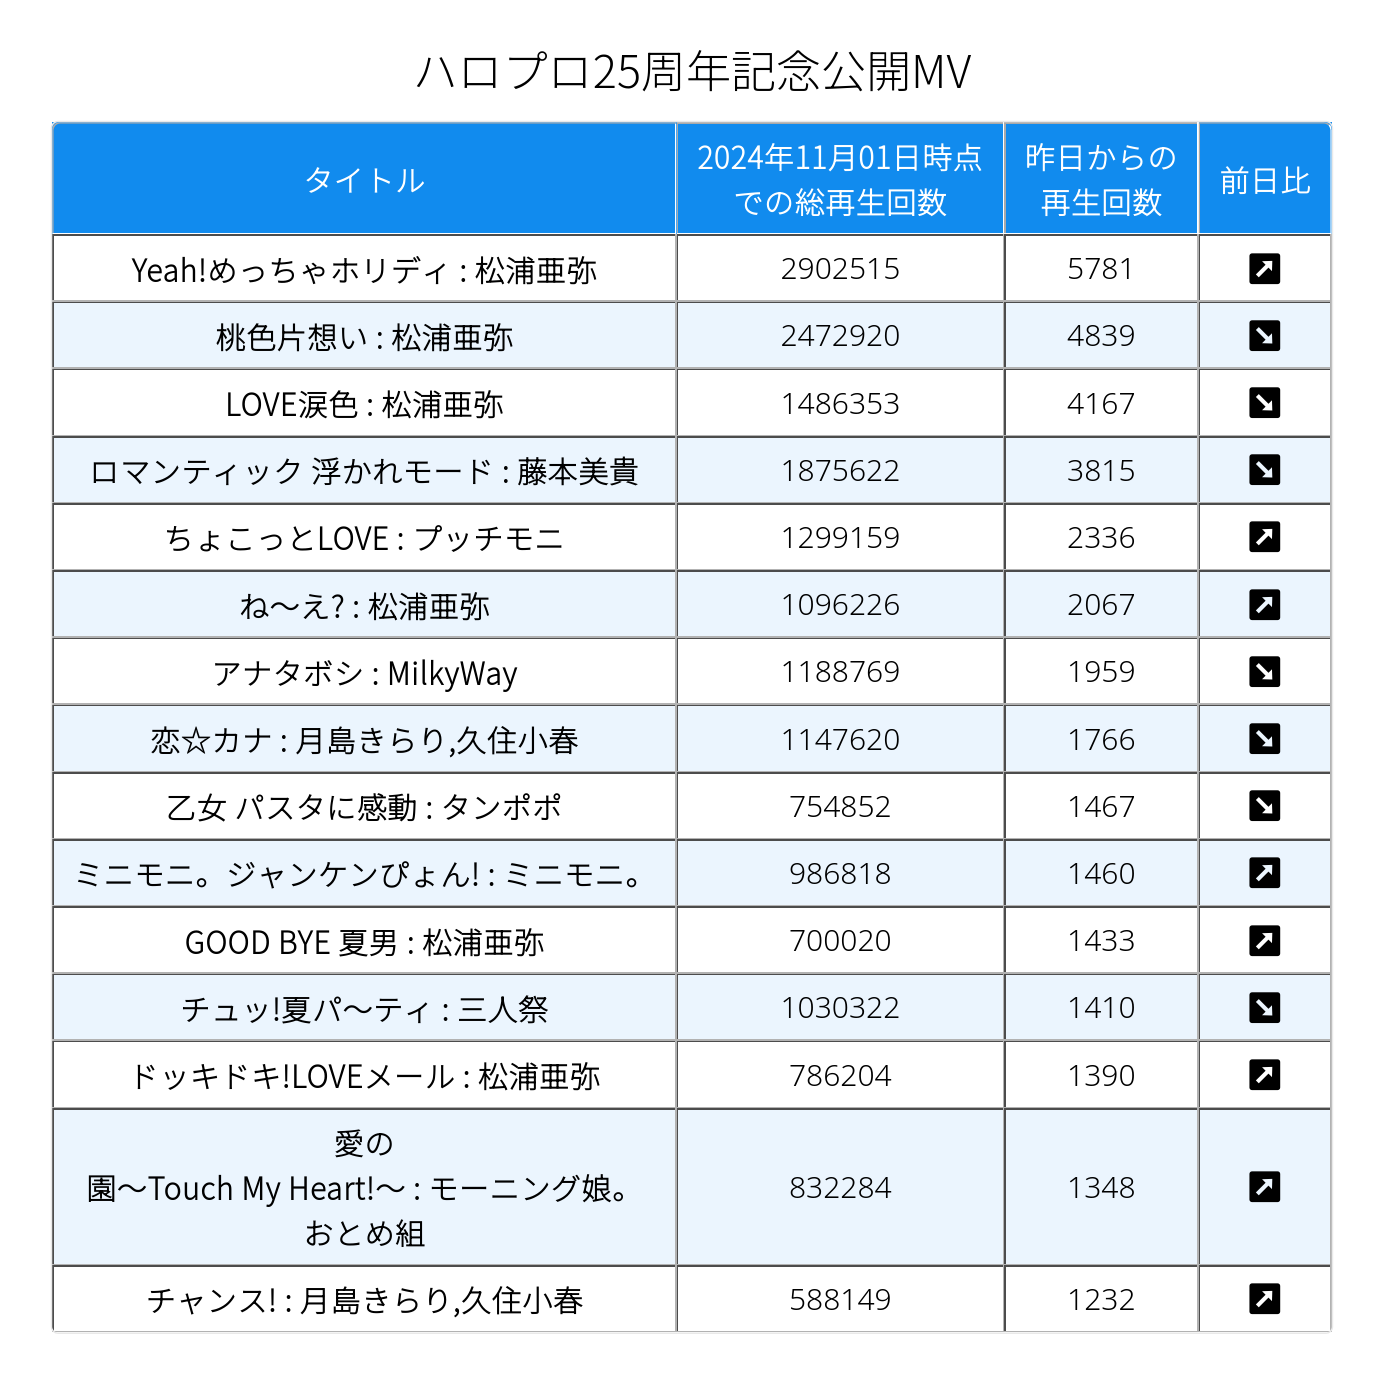 ハロプロ25周年記念公開MV
タイトル 2024年11月01日時点 昨日からの 前日比
での総再生回数 再生回数
Yeah!めっちゃホリディ : 松浦亜弥 2902515 5781 ↗
桃色片想い : 松浦亜弥 2472920 4839 ↘
LOVE涙色 : 松浦亜弥 1486353 4167 ↘
ロマンティック 浮かれモード : 藤本美貴 1875622 3815 ↘
ちょこっとLOVE : プッチモニ 1299159 2336 ↗
ね〜え? : 松浦亜弥 1096226 2067 ↗
アナタボシ : MilkyWay 1188769 1959 ↘
恋☆カナ : 月島きらり,久住小春 1147620 1766 ↘
乙女 パスタに感動 : タンポポ 754852 1467 ↘
ミニモニ。ジャンケンぴょん! : ミニモニ。 986818 1460 ↗
GOOD BYE 夏男 : 松浦亜弥 700020 1433 ↗
チュッ!夏パ〜ティ : 三人祭 1030322 1410 ↘
ドッキドキ!LOVEメール : 松浦亜弥 786204 1390 ↗
愛の
園〜Touch My Heart!〜 : モーニング娘。 832284 1348 ↗
おとめ組
チャンス! : 月島きらり,久住小春 588149 1232 ↗